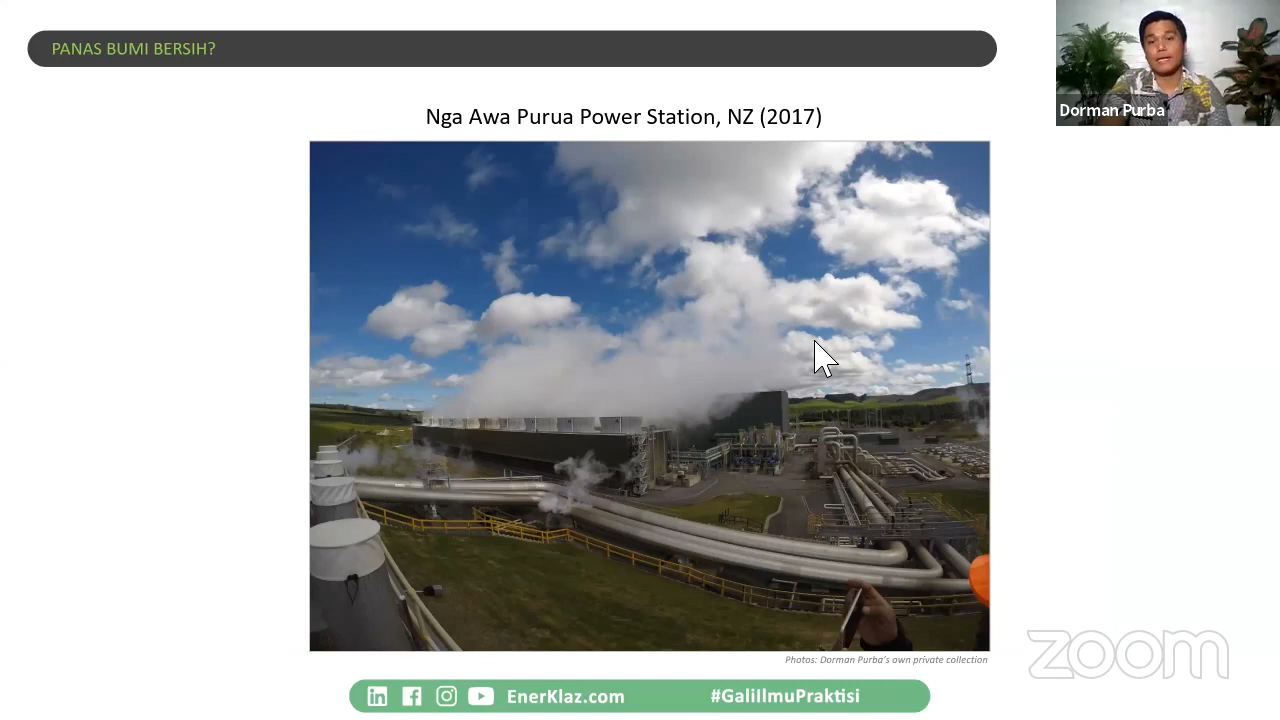 PANAS BUMI BERSIH?
Dorman Purba
Nga Awa Purua Power Station, NZ (2017)
Photos: Dorman Purba's own private collection
zoom
EnerKlaz.com #GaliIlmuPraktisi